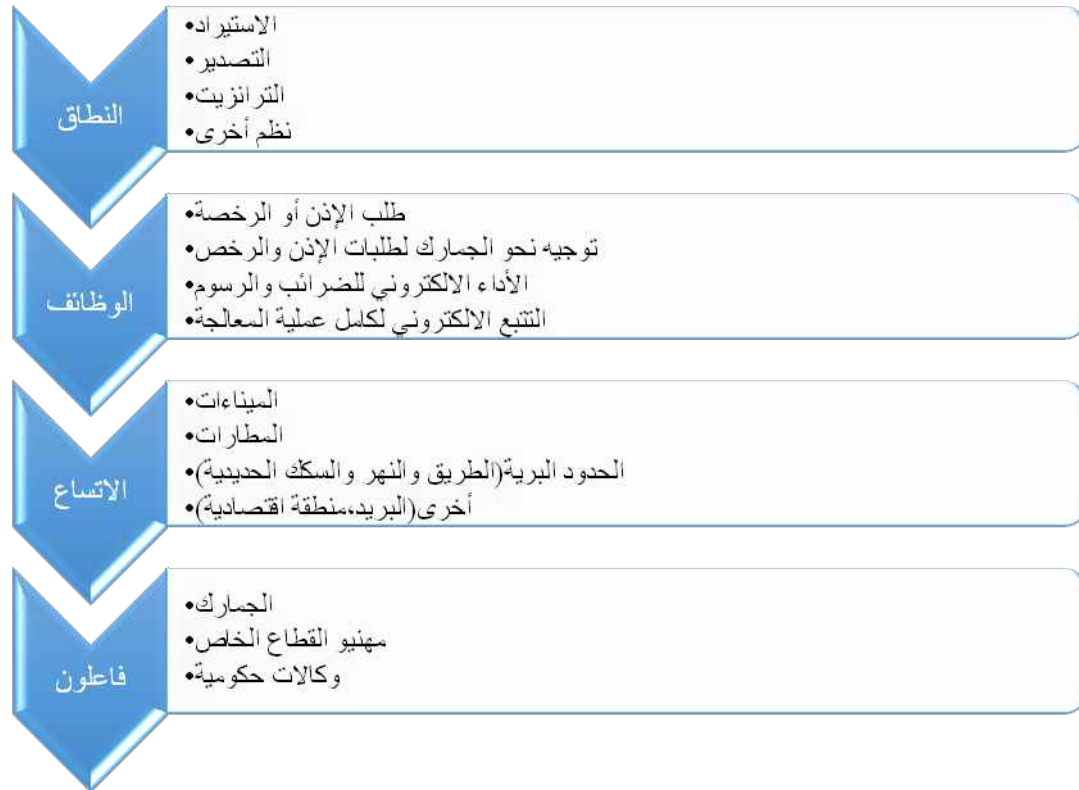 النطاق
•الاستيراد
•التصدير
•الترانزيت
•نظم أخرى
الوظائف
•طلب الإذن أو الرخصة
•توجيه نحو الجمارك لطلبات الإذن والرخص
•الأداء الالكتروني للضرائب والرسوم
•التتبع الالكتروني لكامل عملية المعالجة
الاتساع
•الميناءات
•المطارات
•الحدود البرية(الطريق والنهر والسكك الحديدية)
•أخرى(البريد،منطقة اقتصادية)
فاعلون
•الجمارك
•مهنيو القطاع الخاص
•وكالات حكومية